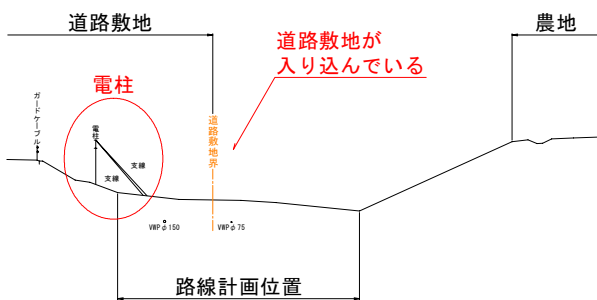 道路敷地
農地
道路敷地が
入り込んでいる
電柱
ガードケーブル
電柱
道路敷地界
支線
支線
VWPφ150
VWPφ75
路線計画位置